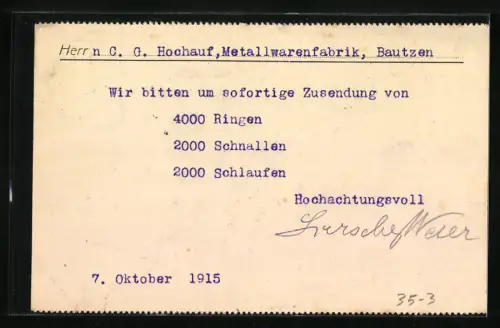 Herrn C. G. Hochauf,Metallwarenfabrik, Bautzen
Wir bitten um sofortige Zusendung von
4000 Ringen
2000 Schnallen
2000 Schlaufen
Hochachtungsvoll
7. Oktober 1915
35-3